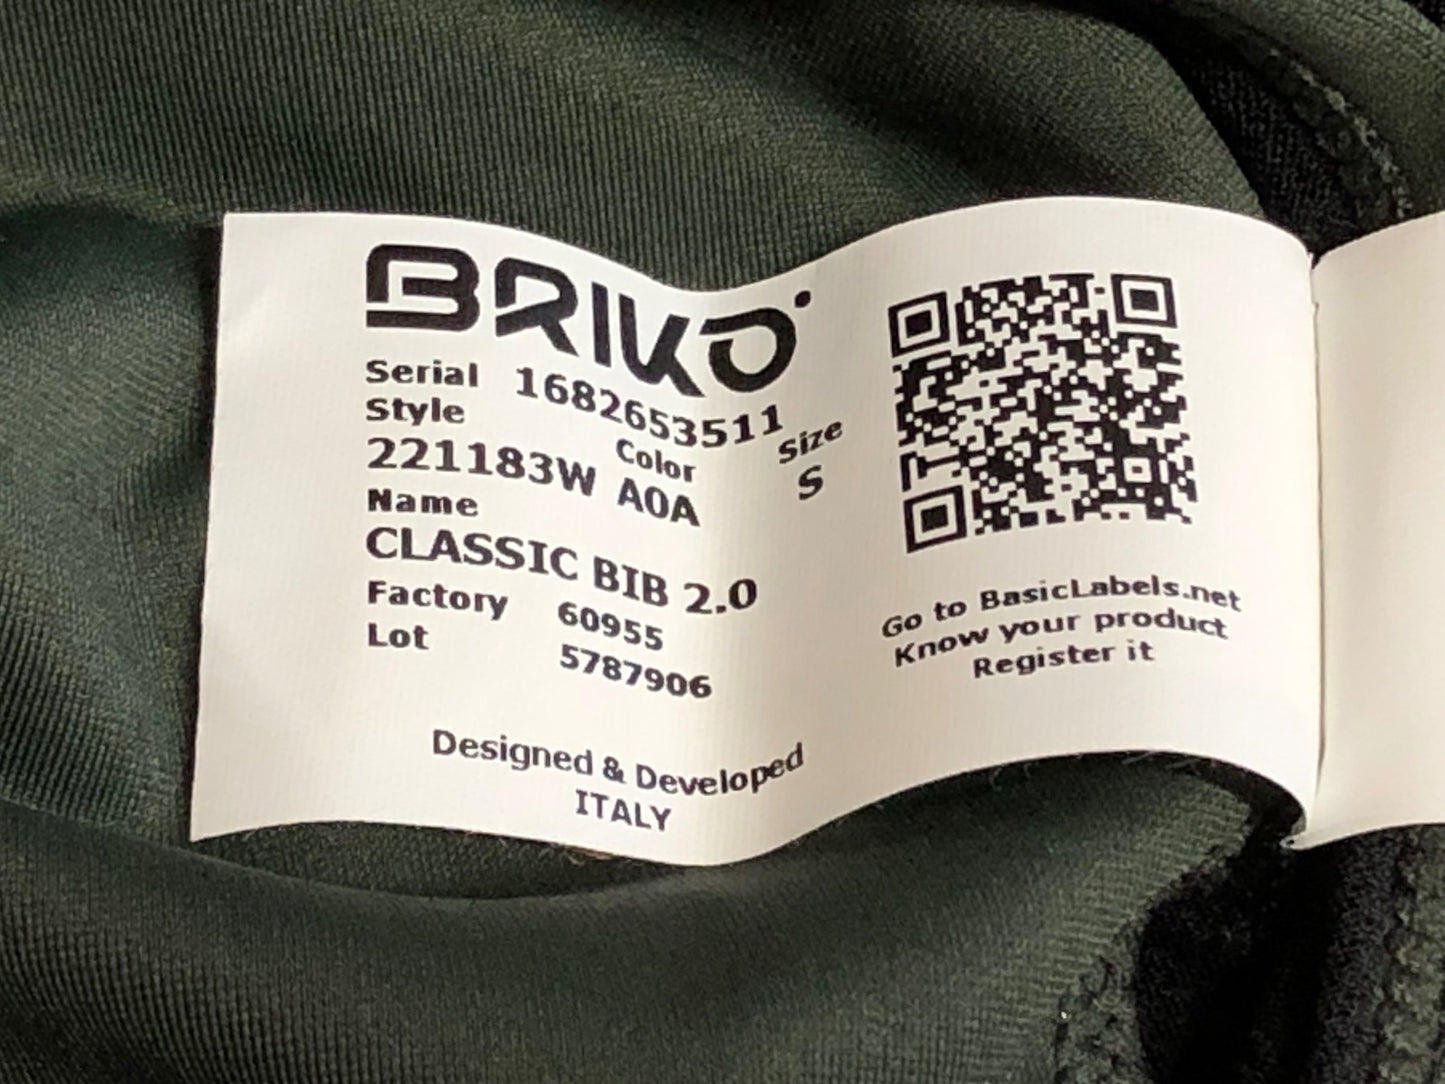 BRIKO
Serial 1682653511
Style Color Size
221183W A0A S
Name
CLASSIC BIB 2.0
Factory 60955
Lot 5787906
Designed & Developed
ITALY
Go to BasicLabels.net
Know your product
Register it